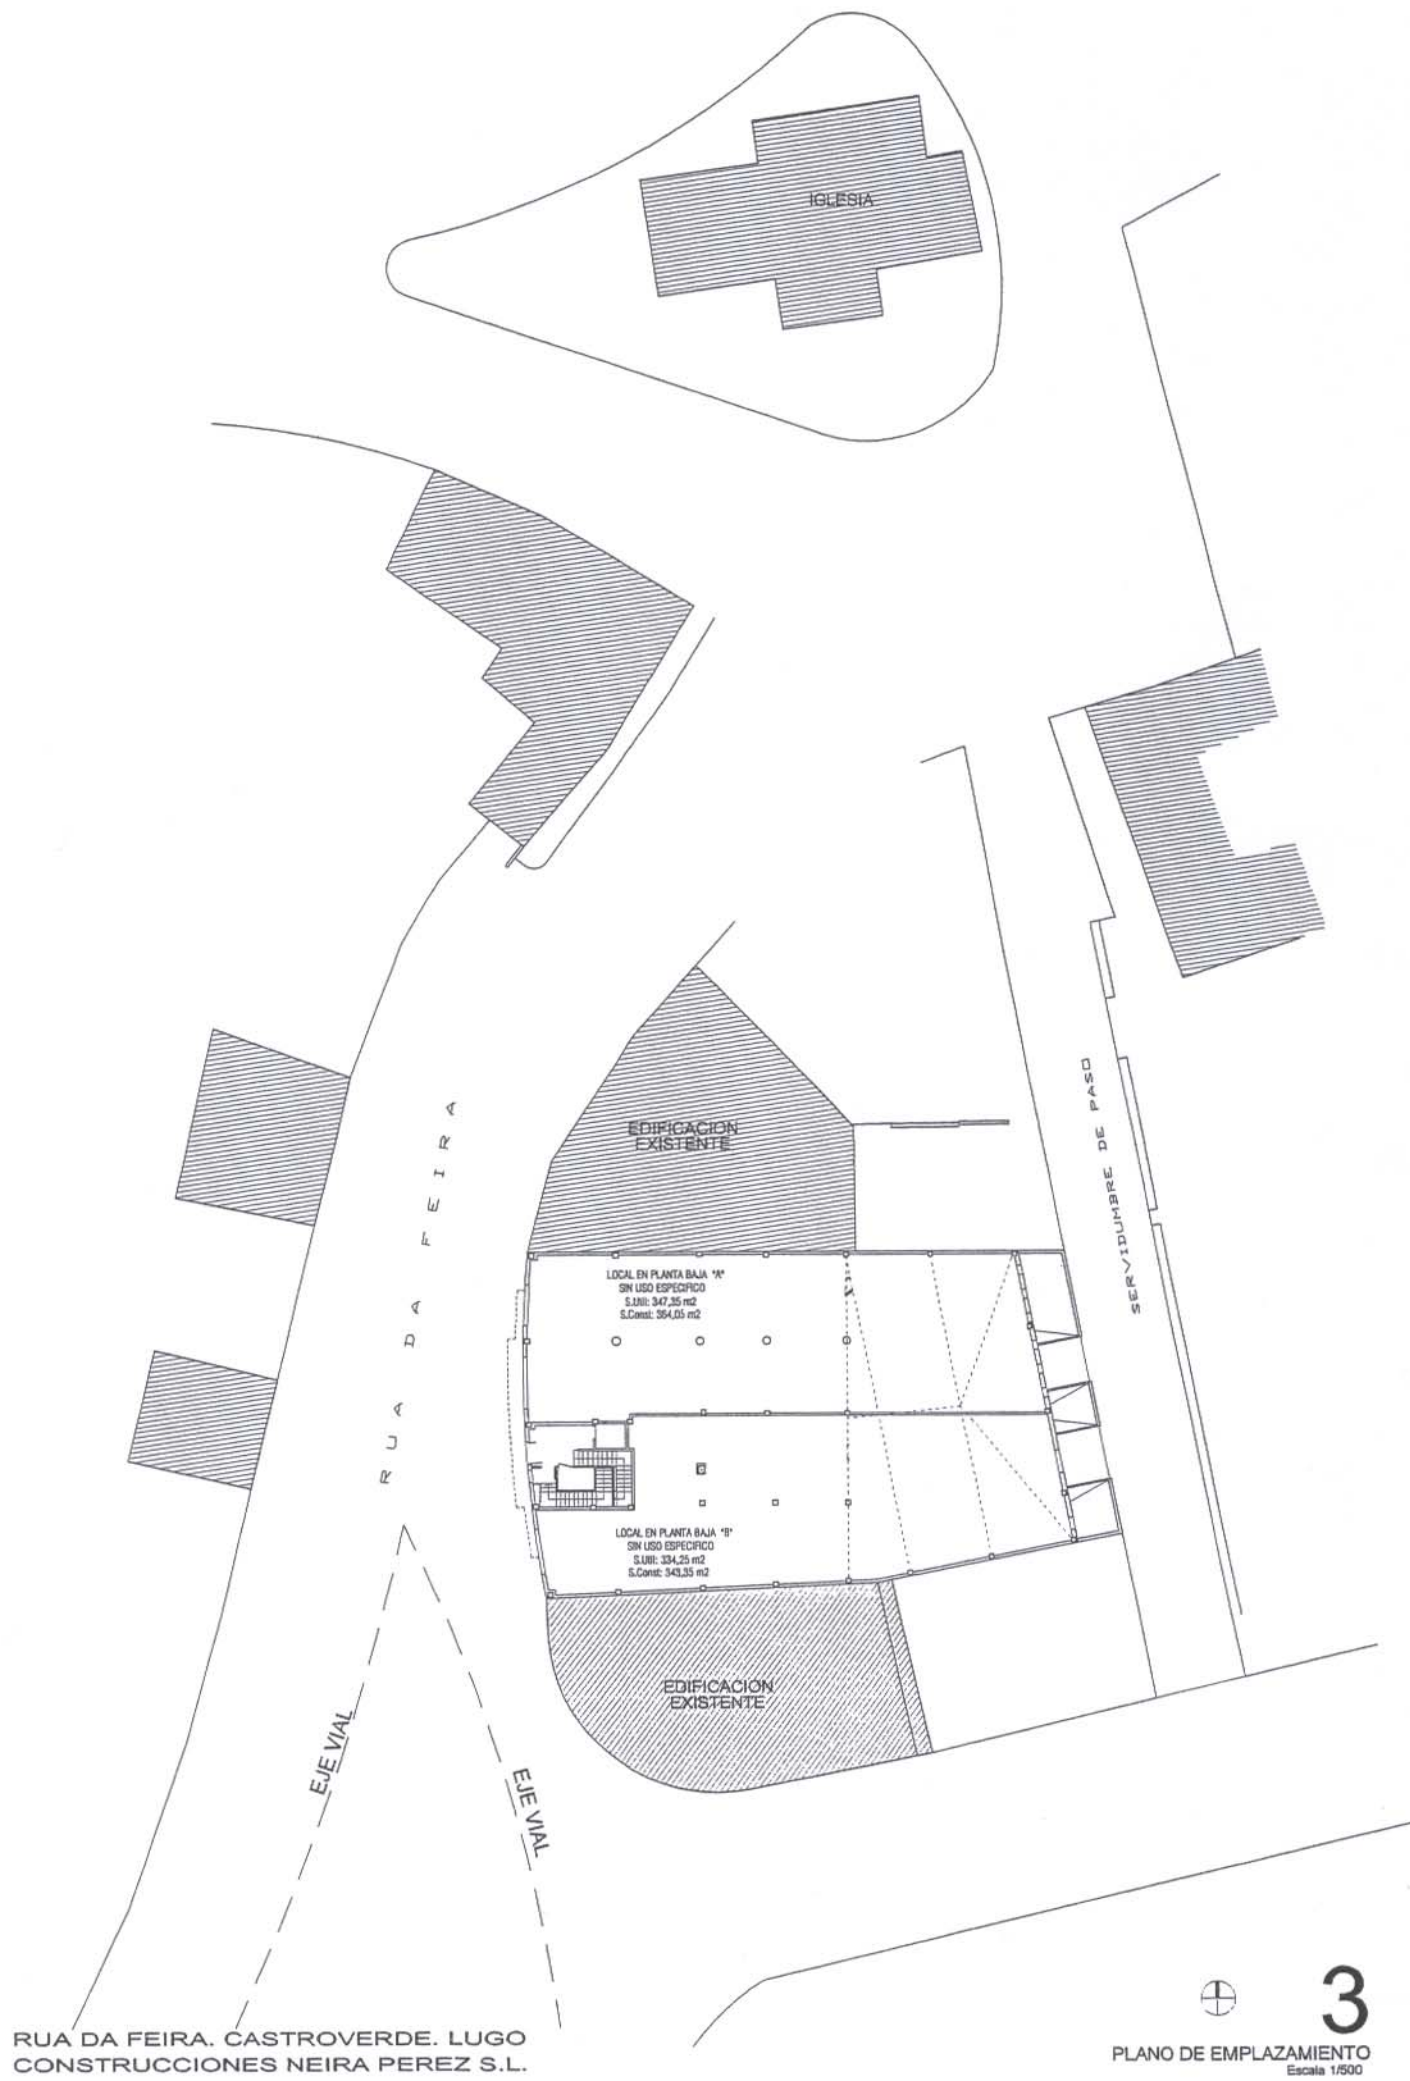 IGLESIA
EDIFICACION
EXISTENTE
SERVIDUMBRE DE PASO
RUA DA FEIRA
LOCAL EN PLANTA BAJA "A"
SIN USO ESPECIFICO
S.Util: 347,35 m2
S.Const: 364,05 m2
LOCAL EN PLANTA BAJA "B"
SIN USO ESPECIFICO
S.Util: 334,25 m2
S.Const: 343,35 m2
EDIFICACION
EXISTENTE
EJE VIAL
EJE VIAL
RUA DA FEIRA. CASTROVERDE. LUGO
CONSTRUCCIONES NEIRA PEREZ S.L.
3
PLANO DE EMPLAZAMIENTO
Escala 1/500